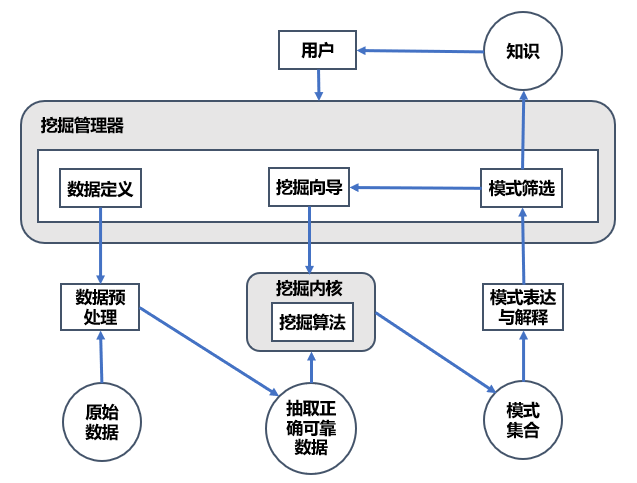 用户
知识
挖掘管理器
数据定义
挖掘向导
模式筛选
数据预
处理
挖掘内核
挖掘算法
模式表达
与解释
原始
数据
抽取正
确可靠
数据
模式
集合